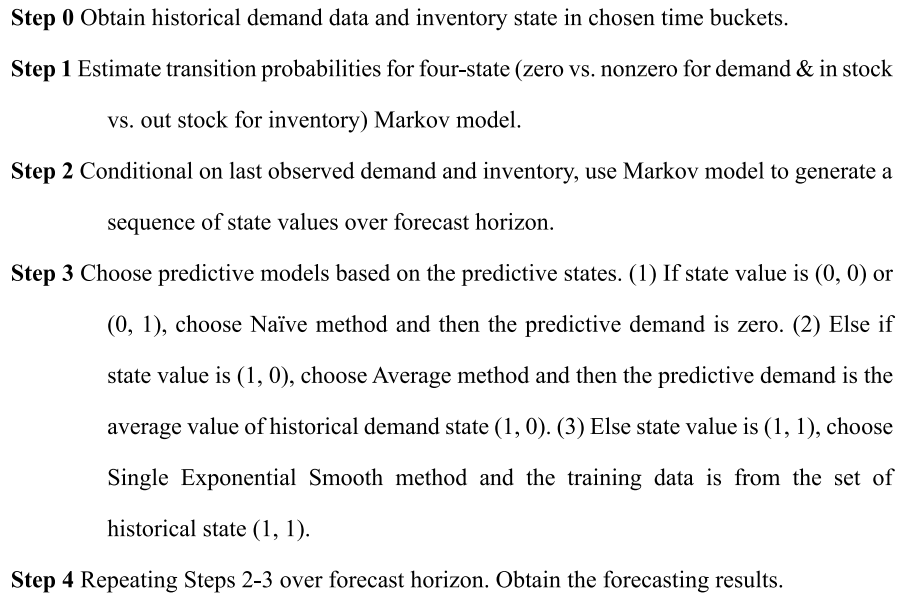 Step 0 Obtain historical demand data and inventory state in chosen time buckets.
Step 1 Estimate transition probabilities for four-state (zero vs. nonzero for demand & in stock
vs. out stock for inventory) Markov model.
Step 2 Conditional on last observed demand and inventory, use Markov model to generate a
sequence of state values over forecast horizon.
Step 3 Choose predictive models based on the predictive states. (1) If state value is (0, 0) or
(0, 1), choose Naïve method and then the predictive demand is zero. (2) Else if
state value is (1, 0), choose Average method and then the predictive demand is the
average value of historical demand state (1, 0). (3) Else state value is (1, 1), choose
Single Exponential Smooth method and the training data is from the set of
historical state (1, 1).
Step 4 Repeating Steps 2-3 over forecast horizon. Obtain the forecasting results.